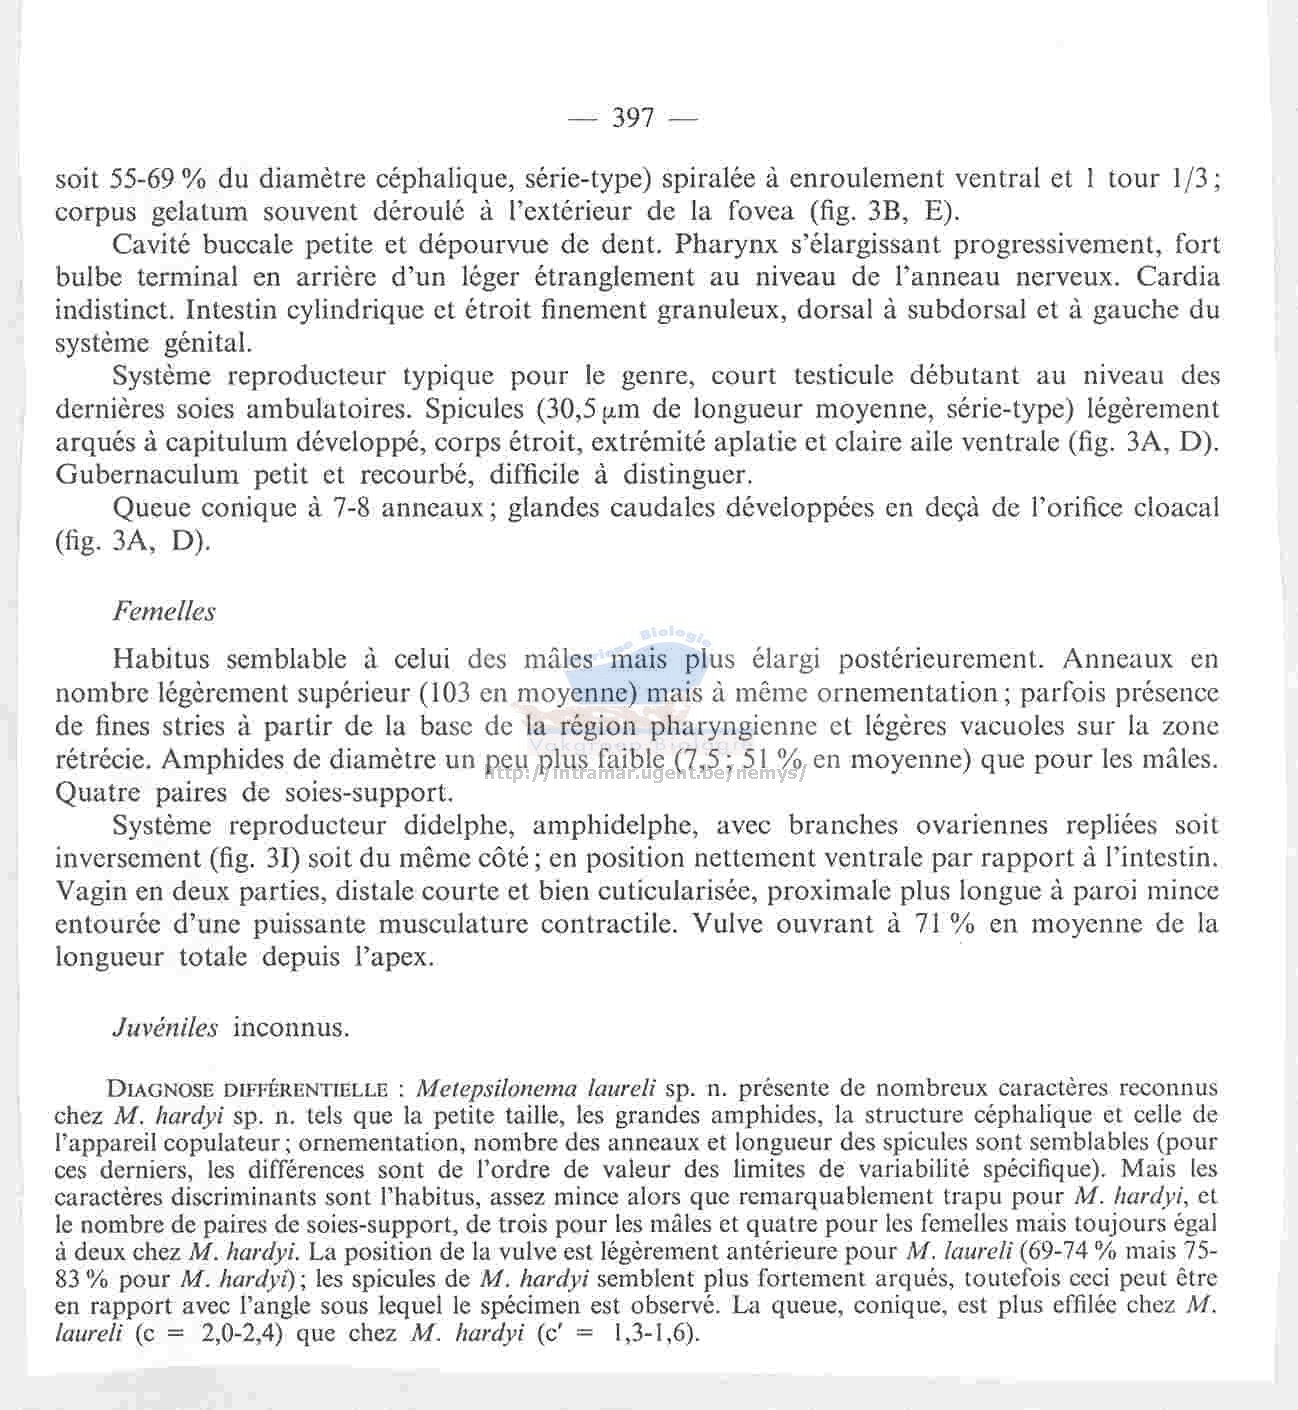 — 397 —
soit 55-69 % du diamètre céphalique, série-type) spiralée à enroulement ventral et 1 tour 1/3 ;
corpus gelatum souvent déroulé à l’extérieur de la fovea (fig. 3B, E).
Cavité buccale petite et dépourvue de dent. Pharynx s’élargissant progressivement, fort
bulbe terminal en arrière d’un léger étranglement au niveau de l’anneau nerveux. Cardia
indistinct. Intestin cylindrique et étroit finement granuleux, dorsal à subdorsal et à gauche du
système génital.
Système reproducteur typique pour le genre, court testicule débutant au niveau des
dernières soies ambulatoires. Spicules (30,5 µm de longueur moyenne, série-type) légèrement
arqués à capitulum développé, corps étroit, extrémité aplatie et claire aile ventrale (fig. 3A, D).
Gubernaculum petit et recourbé, difficile à distinguer.
Queue conique à 7-8 anneaux ; glandes caudales développées en deçà de l’orifice cloacal
(fig. 3A, D).
Femelles
Habitus semblable à celui des mâles mais plus élargi postérieurement. Anneaux en
nombre légèrement supérieur (103 en moyenne) mais à même ornementation ; parfois présence
de fines stries à partir de la base de la région pharyngienne et légères vacuoles sur la zone
rétrécie. Amphides de diamètre un peu plus faible (7,5 ; 51 % en moyenne) que pour les mâles.
Quatre paires de soies-support.
Système reproducteur didelphe, amphidelphe, avec branches ovariennes repliées soit
inversement (fig. 3I) soit du même côté ; en position nettement ventrale par rapport à l’intestin.
Vagin en deux parties, distale courte et bien cuticularisée, proximale plus longue à paroi mince
entourée d’une puissante musculature contractile. Vulve ouvrant à 71 % en moyenne de la
longueur totale depuis l’apex.
Juvéniles inconnus.
DIAGNOSE DIFFÉRENTIELLE : Metepsilonema laureli sp. n. présente de nombreux caractères reconnus
chez M. hardyi sp. n. tels que la petite taille, les grandes amphides, la structure céphalique et celle de
l’appareil copulateur ; ornementation, nombre des anneaux et longueur des spicules sont semblables (pour
ces derniers, les différences sont de l’ordre de valeur des limites de variabilité spécifique). Mais les
caractères discriminants sont l’habitus, assez mince alors que remarquablement trapu pour M. hardyi, et
le nombre de paires de soies-support, de trois pour les mâles et quatre pour les femelles mais toujours égal
à deux chez M. hardyi. La position de la vulve est légèrement antérieure pour M. laureli (69-74 % mais 75-
83 % pour M. hardyi) ; les spicules de M. hardyi semblent plus fortement arqués, toutefois ceci peut être
en rapport avec l’angle sous lequel le spécimen est observé. La queue, conique, est plus effilée chez M.
laureli (c = 2,0-2,4) que chez M. hardyi (c′ = 1,3-1,6).
Biologie
Vakgroep Biologie
http://intramar.ugent.be/nemys/